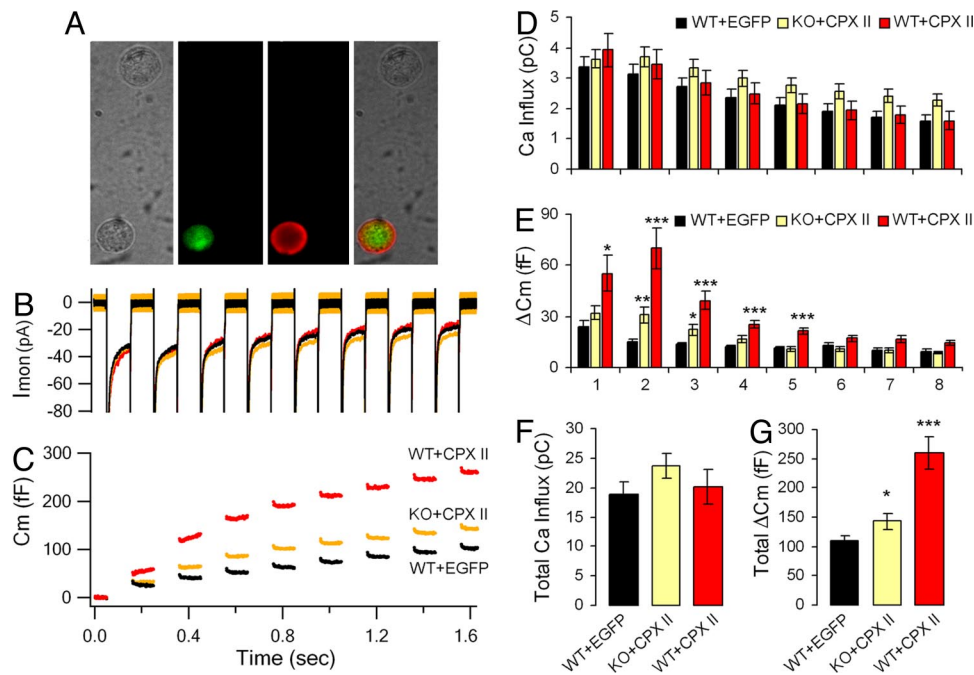 A
B
Imon (pA)
0
-20
-40
-60
-80
C
Cm (fF)
300
200
100
0
WT+CPX II
KO+CPX II
WT+EGFP
0.0 0.4 0.8 1.2 1.6
Time (sec)
D
WT+EGFP KO+CPX II WT+CPX II
Ca Influx (pC)
5
4
3
2
1
0
E
WT+EGFP KO+CPX II WT+CPX II
ΔCm (fF)
90
60
30
0
* ** *** * *** *** ***
1 2 3 4 5 6 7 8
F
Total Ca Influx (pC)
30
25
20
15
10
5
0
WT+EGFP
KO+CPX II
WT+CPX II
G
Total ΔCm (fF)
300
250
200
150
100
50
0
*
***
WT+EGFP
KO+CPX II
WT+CPX II